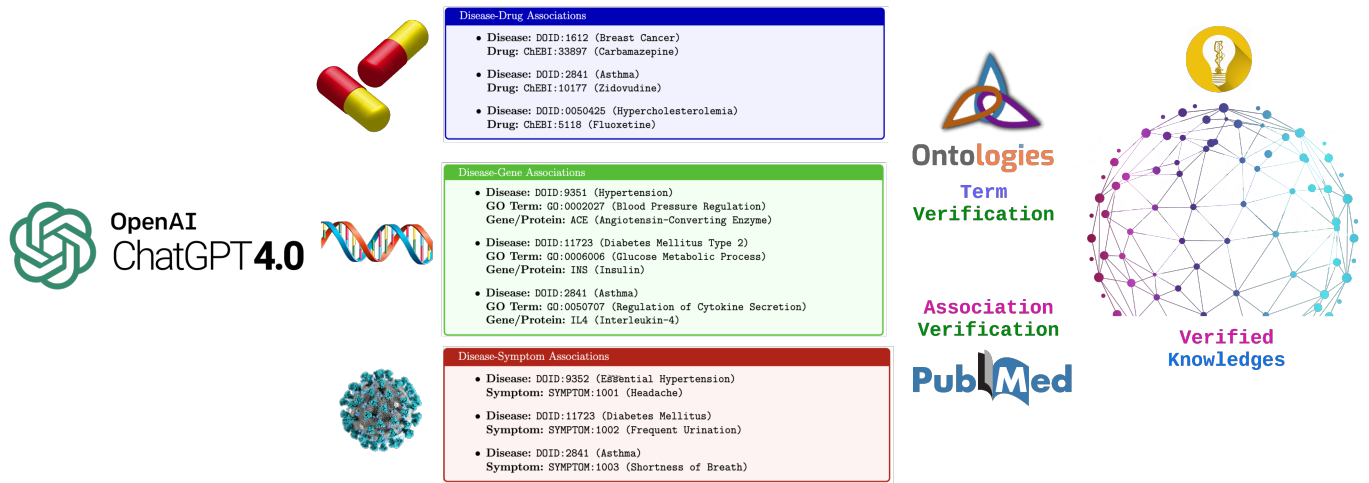 OpenAI
ChatGPT 4.0
Disease-Drug Associations
• Disease: DOID:1612 (Breast Cancer)
Drug: ChEBI:33897 (Carbamazepine)
• Disease: DOID:2841 (Asthma)
Drug: ChEBI:10177 (Zidovudine)
• Disease: DOID:0050425 (Hypercholesterolemia)
Drug: ChEBI:5118 (Fluoxetine)
Disease-Gene Associations
• Disease: DOID:9351 (Hypertension)
GO Term: GO:0002027 (Blood Pressure Regulation)
Gene/Protein: ACE (Angiotensin-Converting Enzyme)
• Disease: DOID:11723 (Diabetes Mellitus Type 2)
GO Term: GO:0006006 (Glucose Metabolic Process)
Gene/Protein: INS (Insulin)
• Disease: DOID:2841 (Asthma)
GO Term: GO:0050707 (Regulation of Cytokine Secretion)
Gene/Protein: IL4 (Interleukin-4)
Disease-Symptom Associations
• Disease: DOID:9352 (Essential Hypertension)
Symptom: SYMPTOM:1001 (Headache)
• Disease: DOID:11723 (Diabetes Mellitus)
Symptom: SYMPTOM:1002 (Frequent Urination)
• Disease: DOID:2841 (Asthma)
Symptom: SYMPTOM:1003 (Shortness of Breath)
Ontologies
Term
Verification
Association
Verification
PubMed
Verified
Knowledges